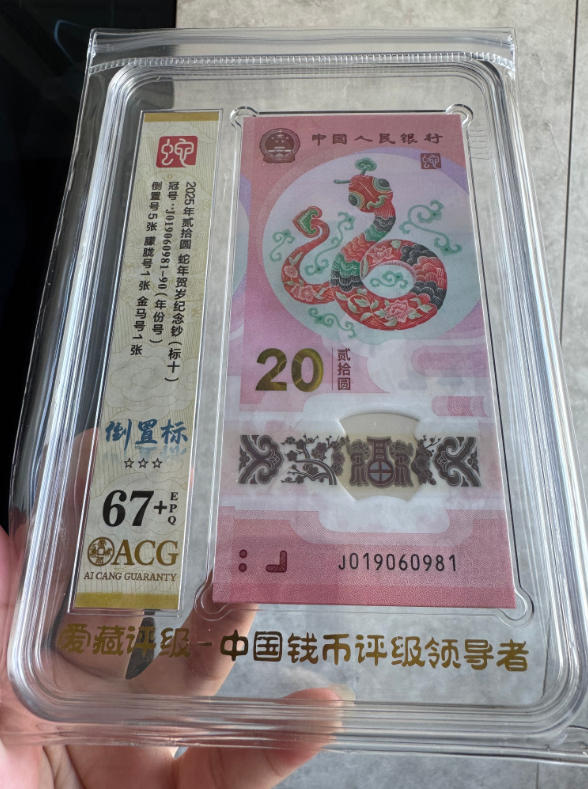 中国人民银行
20
贰拾圆
福
J019060981
2025年贰拾圆 蛇年贺岁纪念钞(标十)
冠号:J019060981-90(年份号)
倒置号5张 朦胧号1张 金马号1张
倒置标
☆☆☆
67+
EPQ
ACG
AI CANG GUARANTY
爱藏评级-中国钱币评级领导者